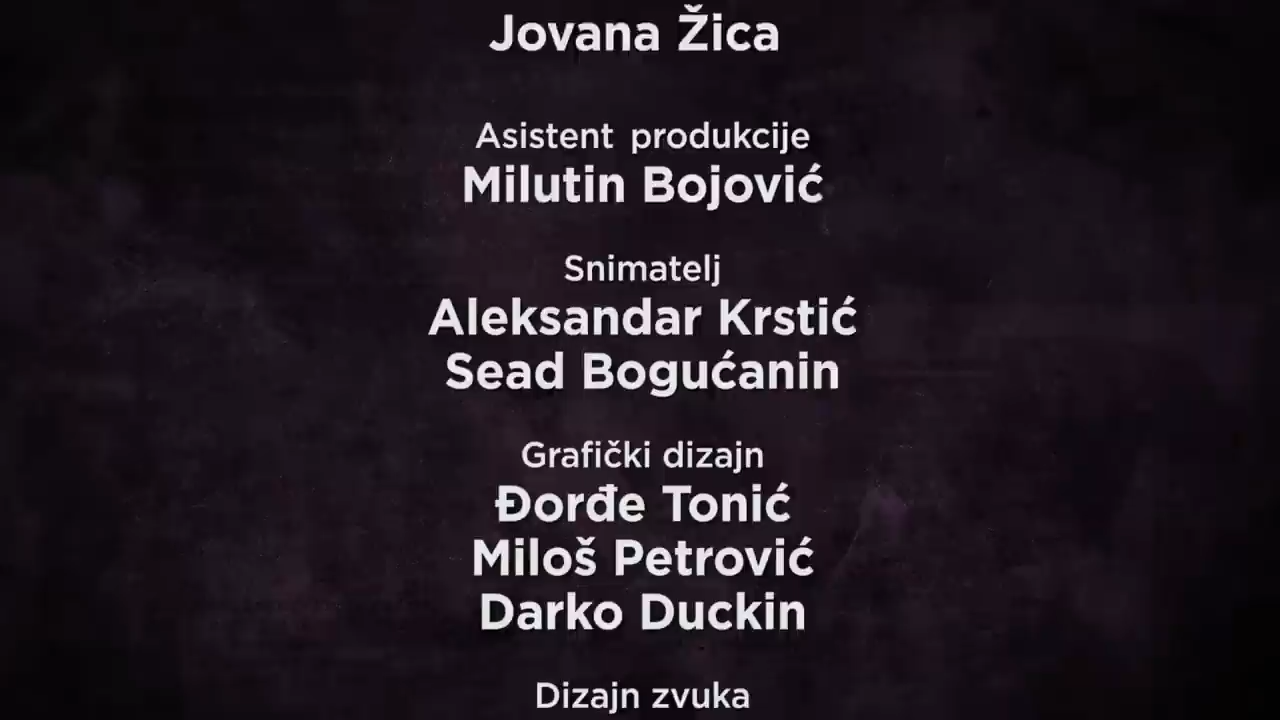 Jovana Žica
Asistent produkcije
Milutin Bojović
Snimatelj
Aleksandar Krstić
Sead Bogućanin
Grafički dizajn
Đorđe Tonić
Miloš Petrović
Darko Duckin
Dizajn zvuka